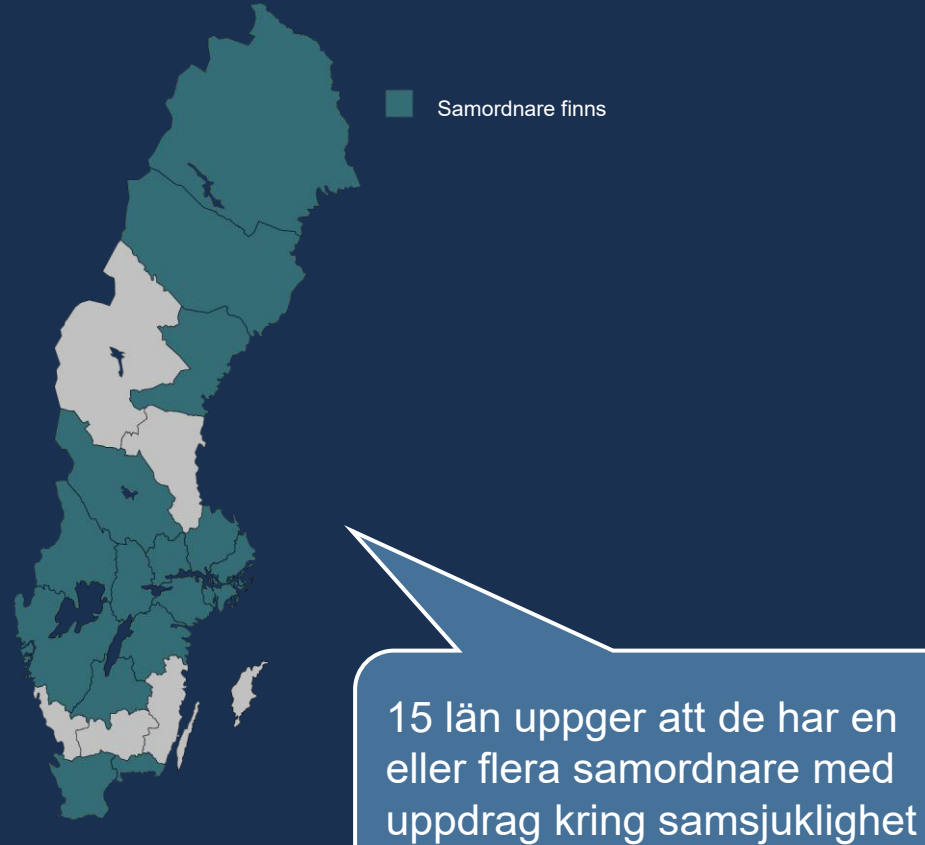 Samordnare finns
15 län uppger att de har en
eller flera samordnare med
uppdrag kring samsjuklighet